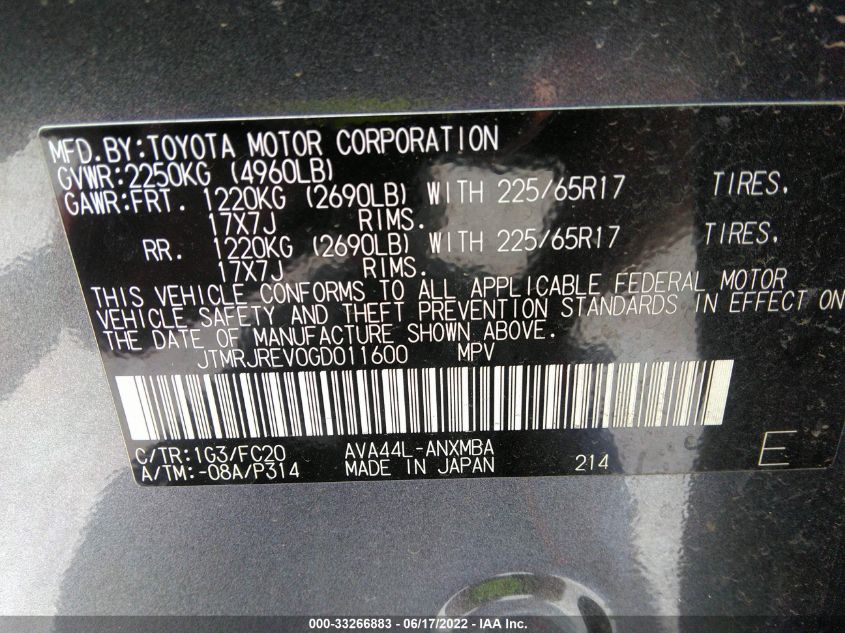 MFD.BY:TOYOTA MOTOR CORPORATION
GVWR:2250KG (4960LB)
GAWR:FRT. 1220KG (2690LB) WITH 225/65R17 TIRES,
17X7J RIMS.
RR. 1220KG (2690LB) WITH 225/65R17 TIRES,
17X7J RIMS.
THIS VEHICLE CONFORMS TO ALL APPLICABLE FEDERAL MOTOR
VEHICLE SAFETY AND THEFT PREVENTION STANDARDS IN EFFECT ON
THE DATE OF MANUFACTURE SHOWN ABOVE.
JTMRJREV0GD011600 MPV
C/TR:1G3/FC20 AVA44L-ANXMBA
A/TM:-08A/P314 MADE IN JAPAN 214 E
000-33266883 - 06/17/2022 - IAA Inc.